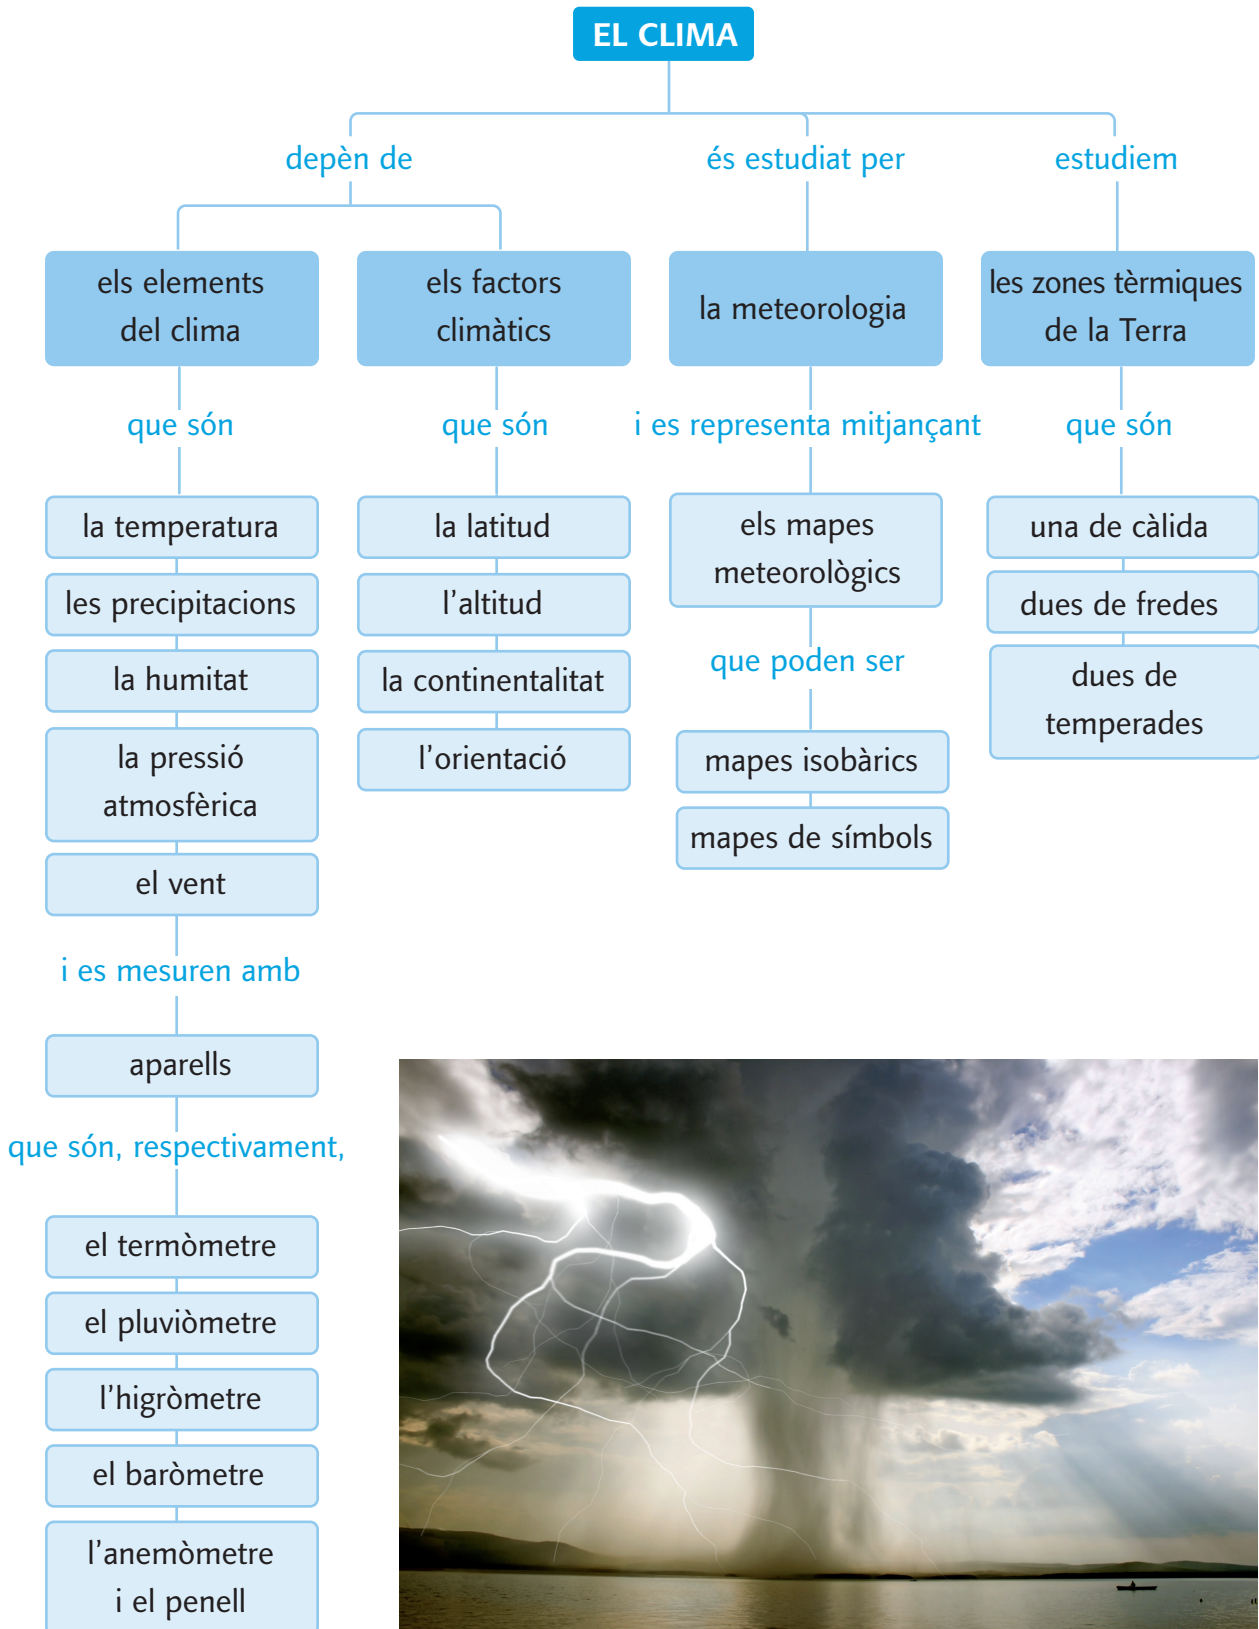 EL CLIMA
depèn de
és estudiat per
estudiem
els elements
del clima
els factors
climàtics
la meteorologia
les zones tèrmiques
de la Terra
que són
que són
i es representa mitjançant
que són
la temperatura
les precipitacions
la humitat
la pressió
atmosfèrica
el vent
i es mesuren amb
aparells
que són, respectivament,
el termòmetre
el pluviòmetre
l'higròmetre
el baròmetre
l'anemòmetre
i el penell
la latitud
l'altitud
la continentalitat
l'orientació
els mapes
meteorològics
que poden ser
mapes isobàrics
mapes de símbols
una de càlida
dues de fredes
dues de
temperades